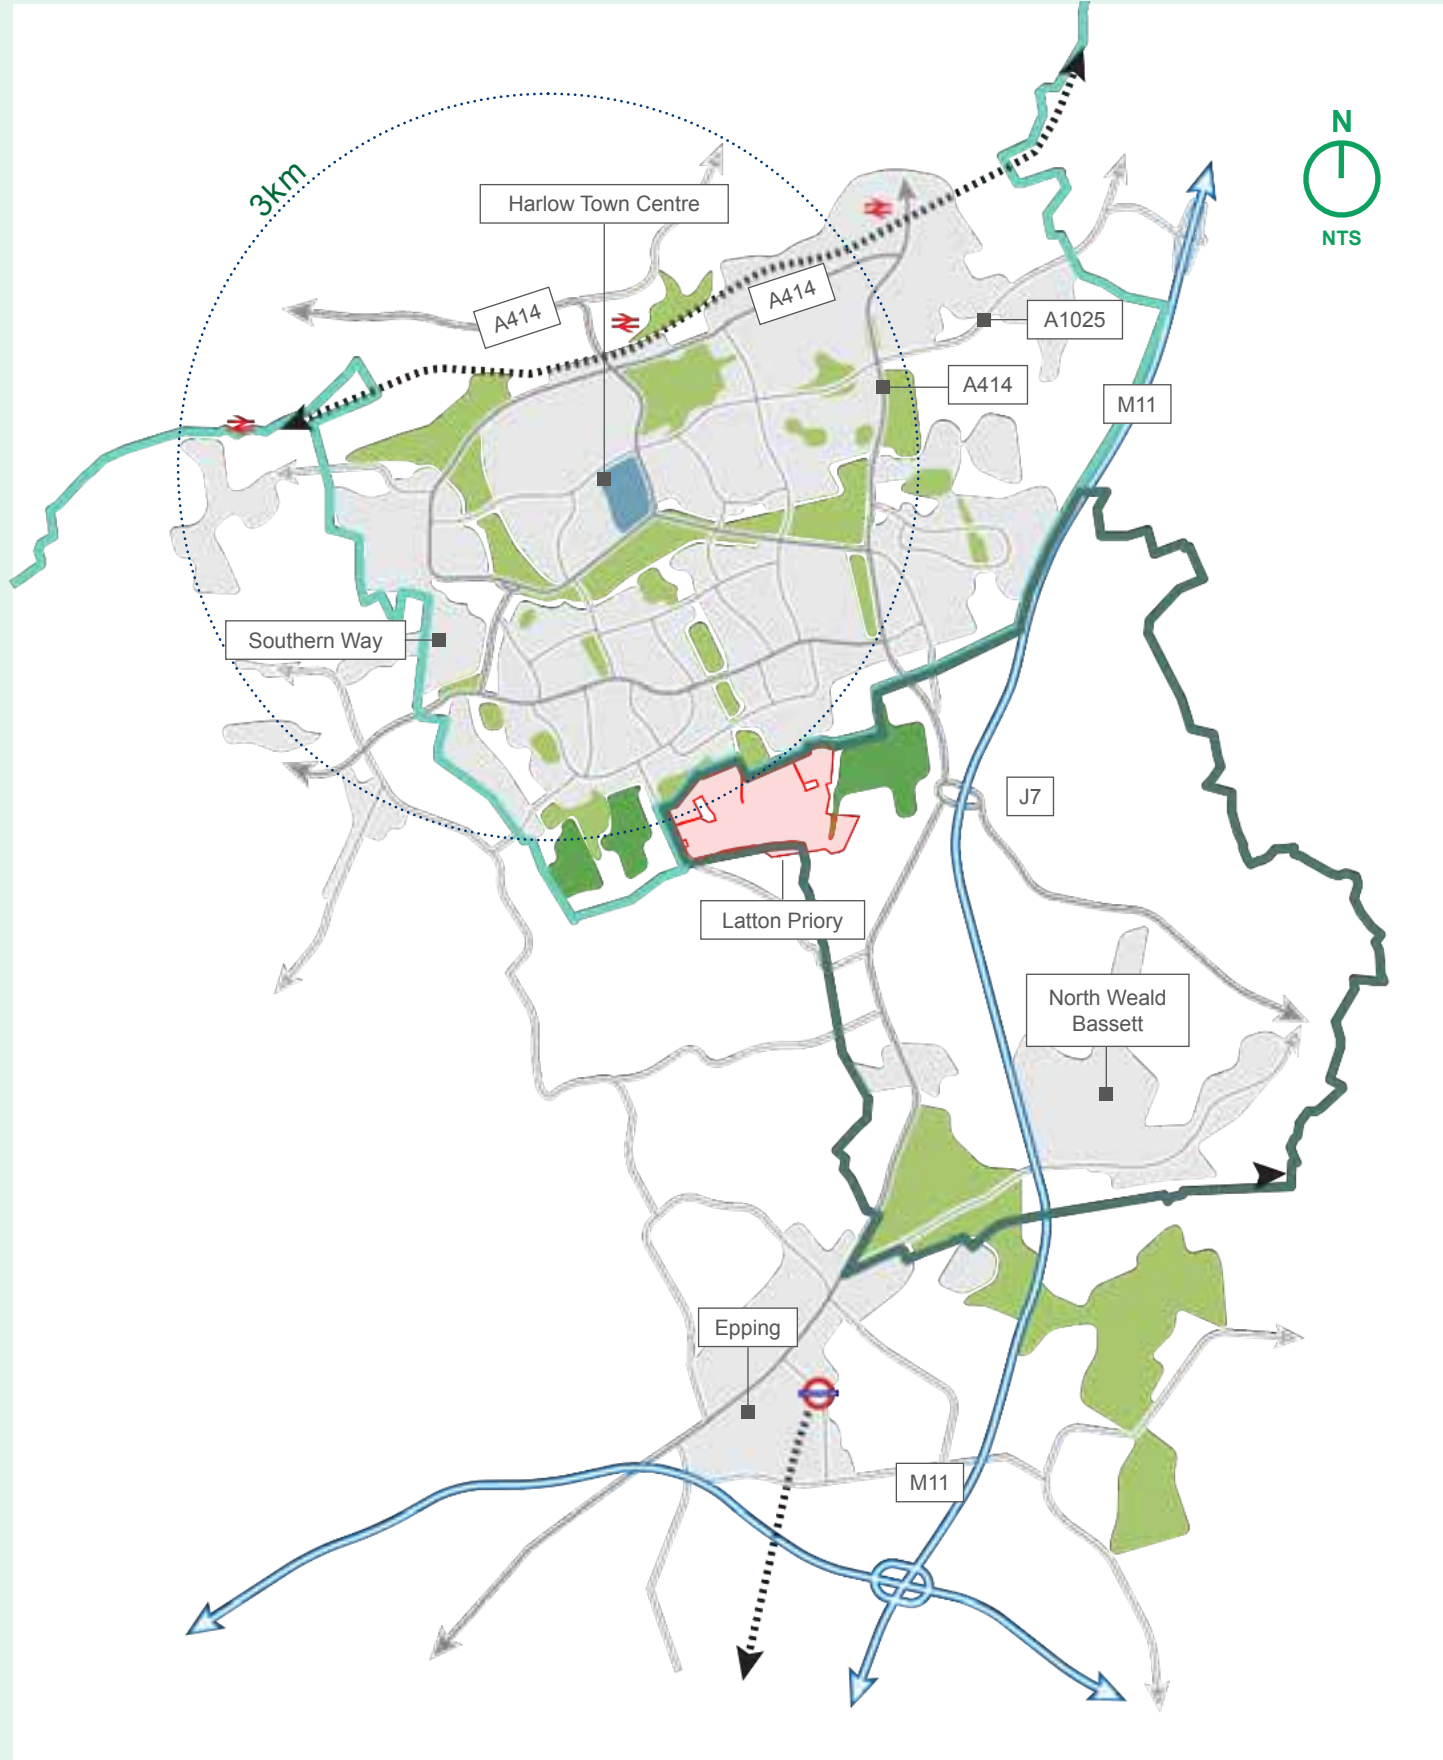 N
NTS
3km
Harlow Town Centre
A414
A414
A1025
A414
M11
Southern Way
J7
Latton Priory
North Weald
Bassett
Epping
M11